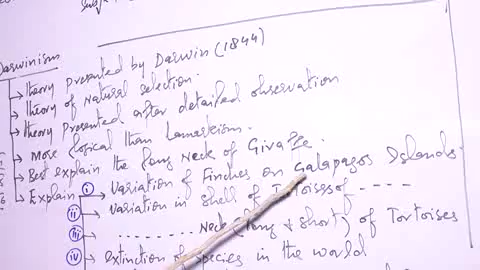 Darwinism
theory presented by Darwin (1844)
theory of Natural selection.
theory Presented after detailed observation
More logical than Lamarkism.
Best explain the long Neck of Giraffe.
Explain
i Variation of Finches on Galapagos Islands.
ii Variation in shell of Tortoises of - - - - -
iii ......... Neck (long & short) of Tortoises
iv extinction of species in the world